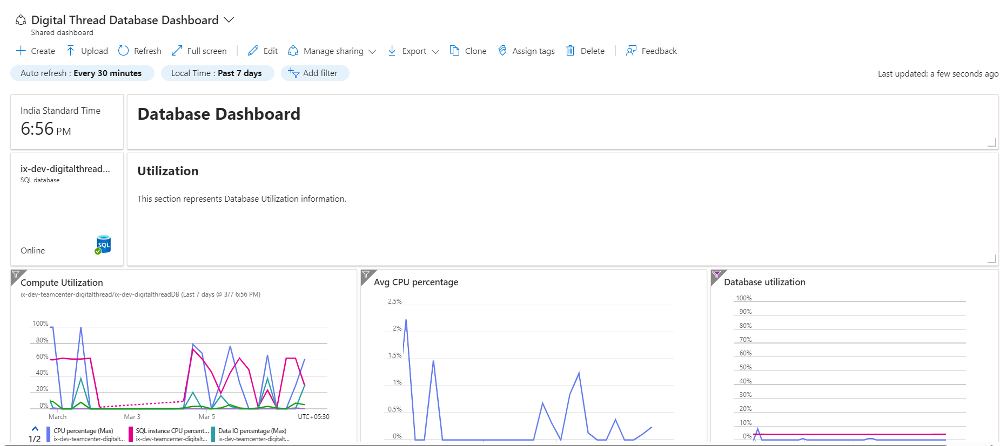 Digital Thread Database Dashboard
Shared dashboard
Create Upload Refresh Full screen Edit Manage sharing Export Clone Assign tags Delete Feedback
Auto refresh : Every 30 minutes Local Time : Past 7 days Add filter Last updated: a few seconds ago
India Standard Time
6:56 PM
Database Dashboard
ix-dev-digitalthread...
SQL database
Online
SQL
Utilization
This section represents Database Utilization information.
Compute Utilization
ix-dev-teamcenter-digitalthread/ix-dev-digitalthreadDB (Last 7 days @ 3/7 6:56 PM)
100%
80%
60%
40%
20%
0%
March Mar 3 Mar 5 UTC+05:30
1/2
CPU percentage (Max)
ix-dev-teamcenter-digitalt...
SQL instance CPU percent...
ix-dev-teamcenter-digitalt...
Data IO percentage (Max)
ix-dev-teamcenter-digitalt...
Avg CPU percentage
2.5%
2%
1.5%
1%
0.5%
0%
Database utilization
100%
90%
80%
70%
60%
50%
40%
30%
20%
10%
0%